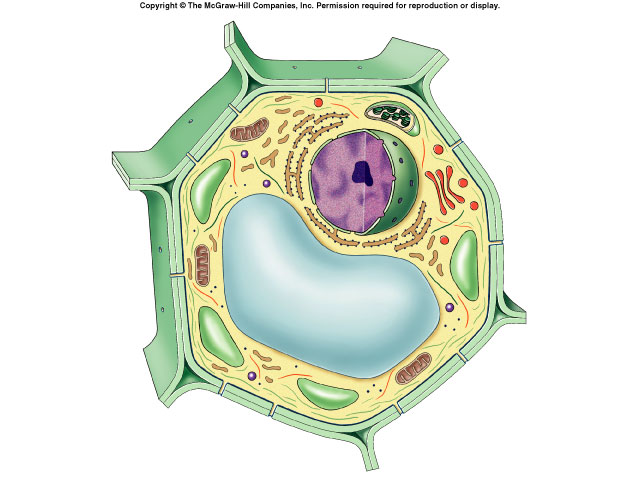 Copyright © The McGraw-Hill Companies, Inc. Permission required for reproduction or display.